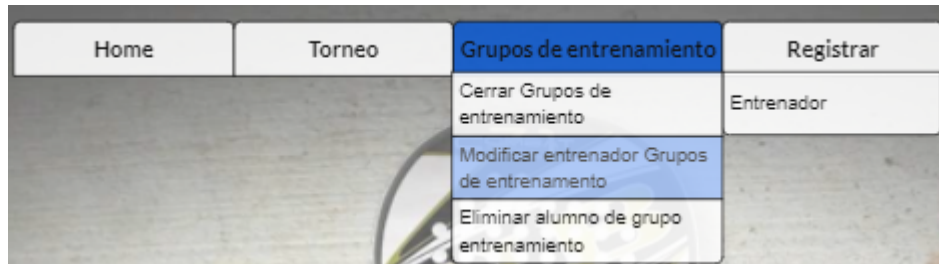 Home
Torneo
Grupos de entrenamiento
Registrar
Cerrar Grupos de
entrenamiento
Modificar entrenador Grupos
de entrenamento
Eliminar alumno de grupo
entrenamiento
Entrenador